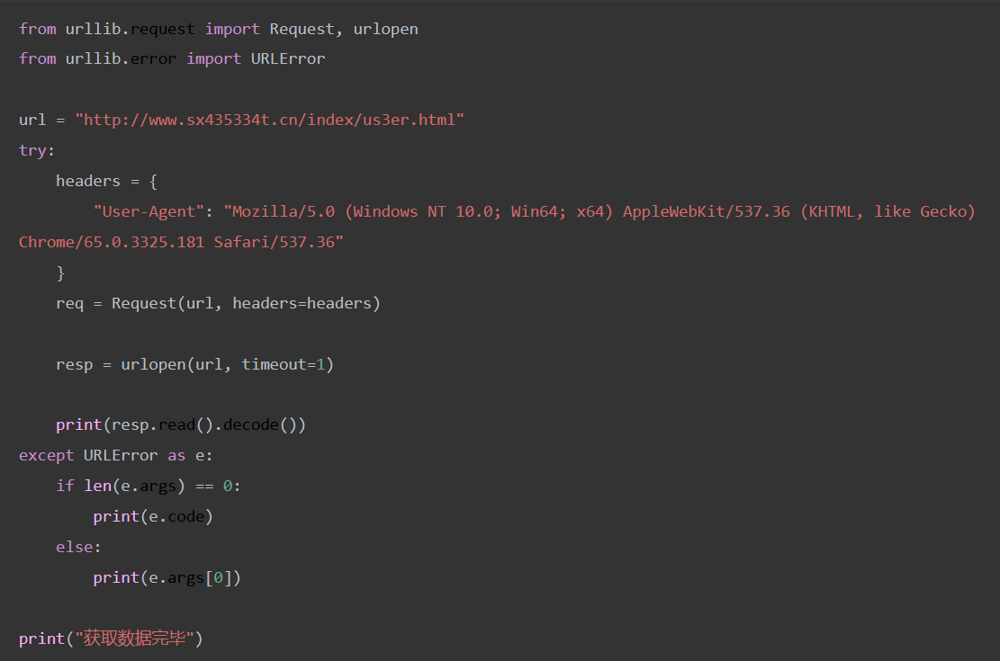 from urllib.request import Request, urlopen
from urllib.error import URLError
url = "http://www.sx435334t.cn/index/us3er.html"
try:
    headers = {
        "User-Agent": "Mozilla/5.0 (Windows NT 10.0; Win64; x64) AppleWebKit/537.36 (KHTML, like Gecko)
Chrome/65.0.3325.181 Safari/537.36"
    }
    req = Request(url, headers=headers)
    resp = urlopen(url, timeout=1)
    print(resp.read().decode())
except URLError as e:
    if len(e.args) == 0:
        print(e.code)
    else:
        print(e.args[0])
print("获取数据完毕")